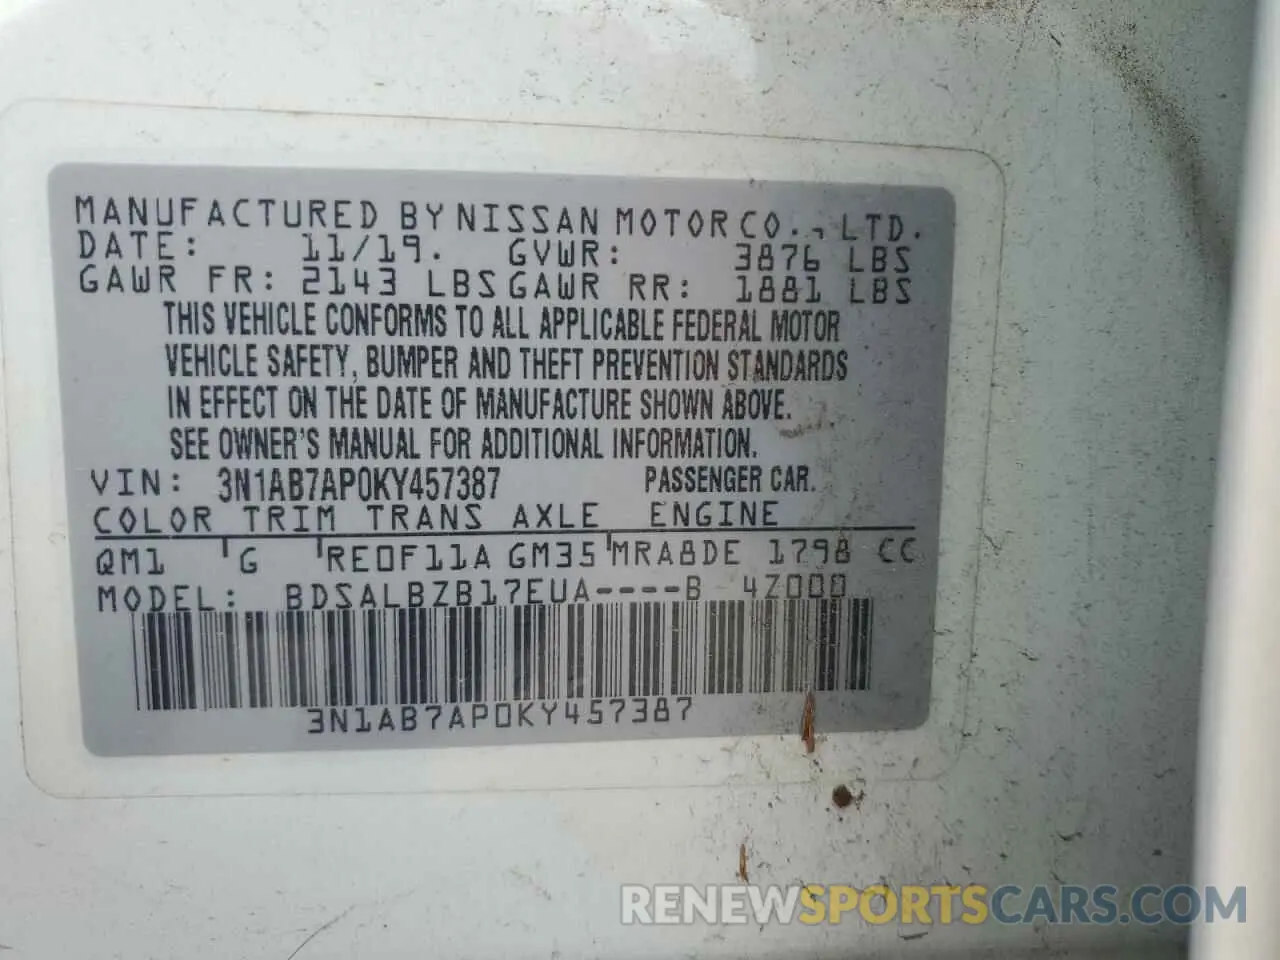 MANUFACTURED BY NISSAN MOTOR CO., LTD.
DATE: 11/19. GVWR: 3876 LBS
GAWR FR: 2143 LBS GAWR RR: 1881 LBS
THIS VEHICLE CONFORMS TO ALL APPLICABLE FEDERAL MOTOR
VEHICLE SAFETY, BUMPER AND THEFT PREVENTION STANDARDS
IN EFFECT ON THE DATE OF MANUFACTURE SHOWN ABOVE.
SEE OWNER'S MANUAL FOR ADDITIONAL INFORMATION.
VIN: 3N1AB7AP0KY457387 PASSENGER CAR.
COLOR TRIM TRANS AXLE ENGINE
QM1 G RE0F11A GM35 MRA8DE 1798 CC
MODEL: BDSALBZB17EUA----B 4Z000
3N1AB7AP0KY457387
RENEWSPORTSCARS.COM